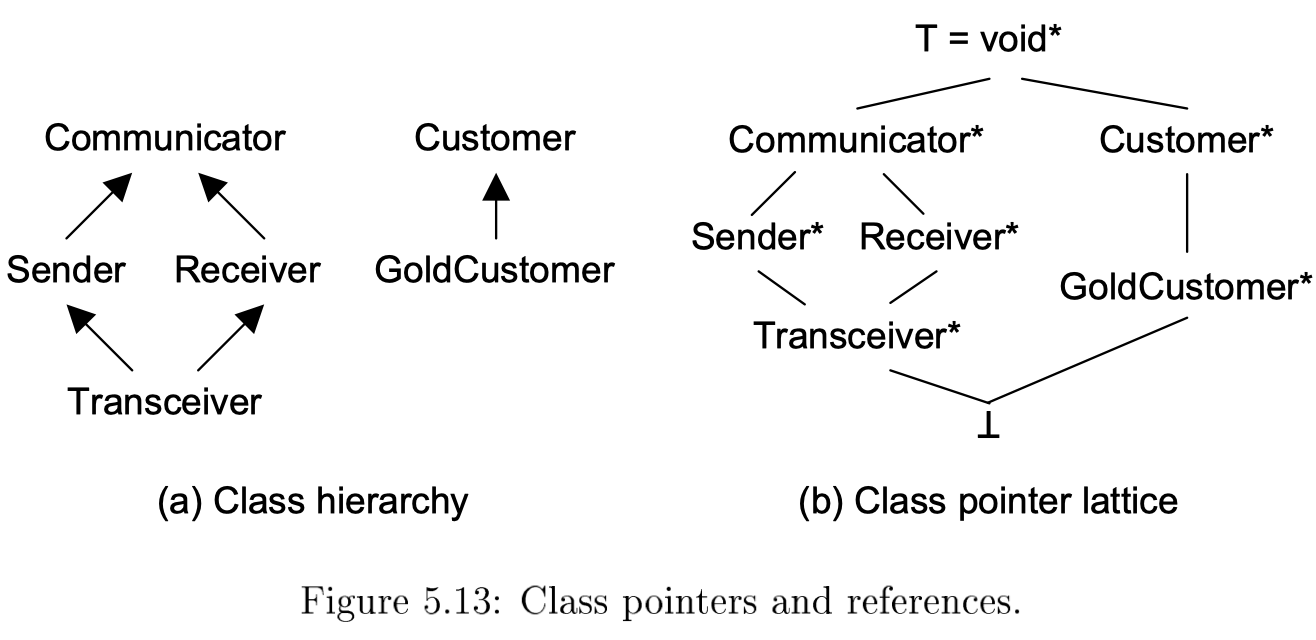 T = void*
Communicator Customer Communicator* Customer*
Sender* Receiver*
Sender Receiver GoldCustomer GoldCustomer*
Transceiver*
Transceiver
⊥
(a) Class hierarchy (b) Class pointer lattice
Figure 5.13: Class pointers and references.